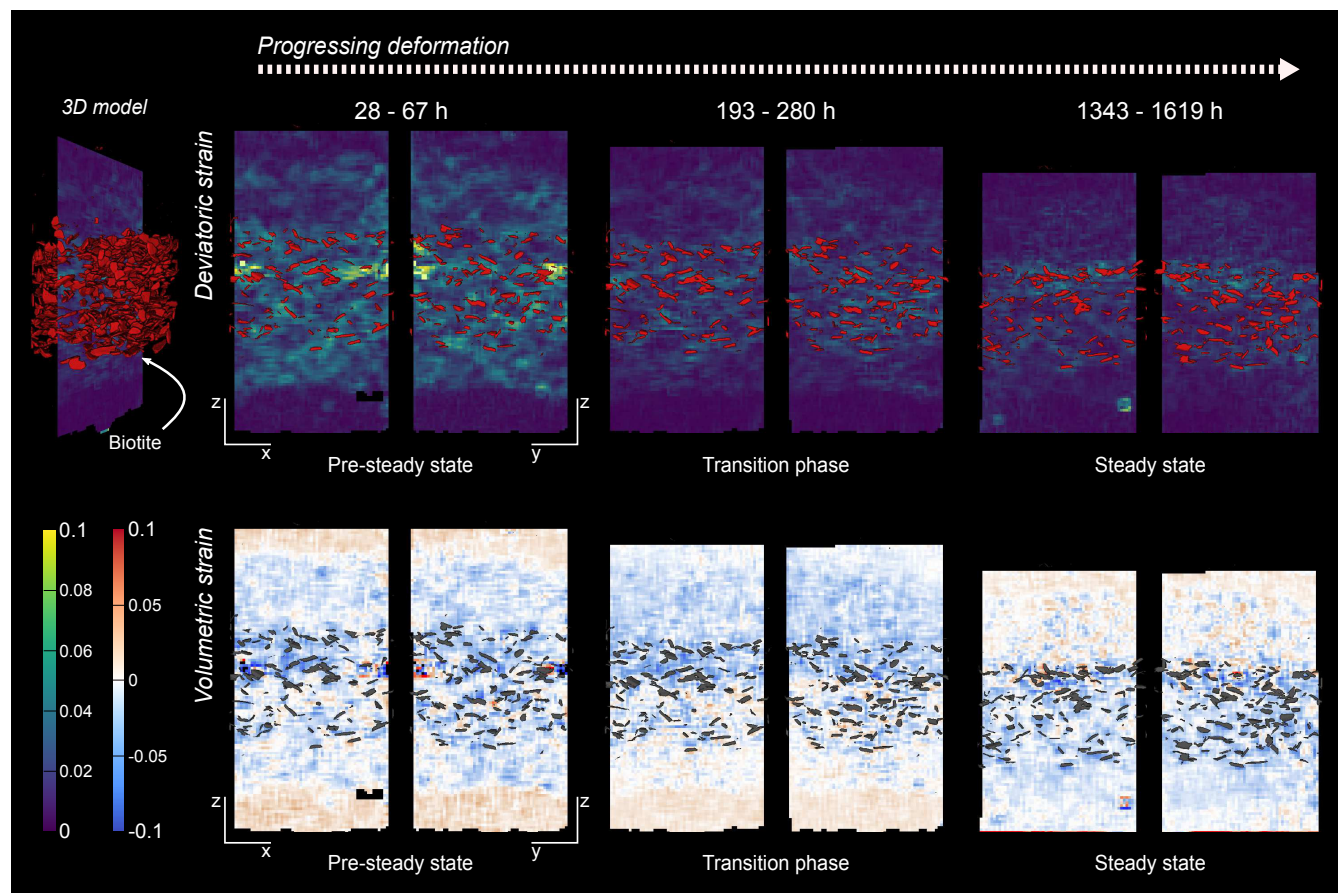 Progressing deformation
3D model
28 - 67 h
193 - 280 h
1343 - 1619 h
Deviatoric strain
Biotite
z
x
y
z
Pre-steady state
Transition phase
Steady state
Volumetric strain
0.1
0.08
0.06
0.04
0.02
0
0.1
0.05
0
-0.05
-0.1
z
x
y
z
Pre-steady state
Transition phase
Steady state